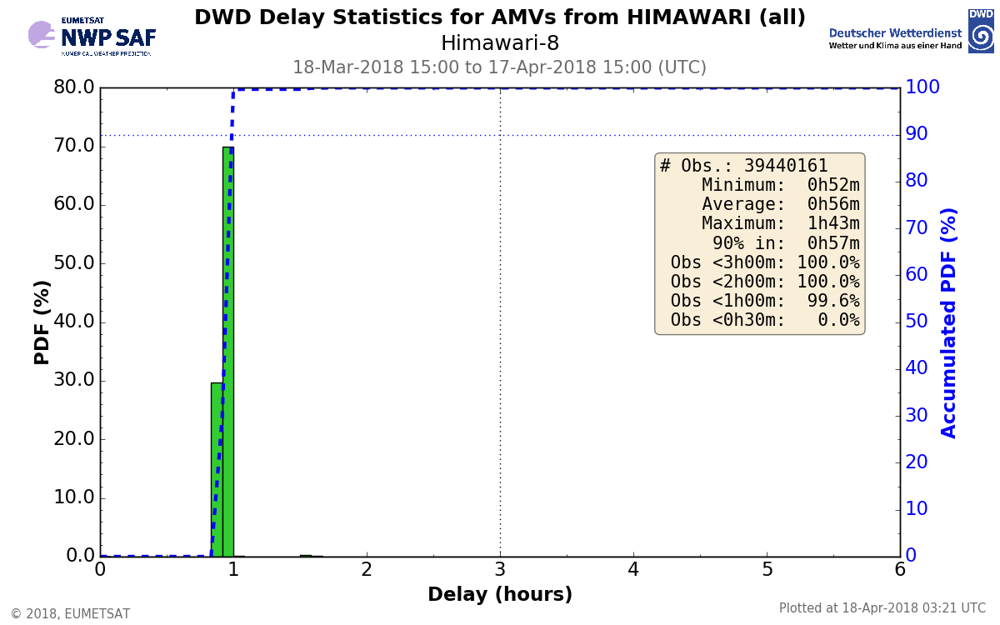 EUMETSAT
NWP SAF
NUMERICAL WEATHER PREDICTION
DWD Delay Statistics for AMVs from HIMAWARI (all)
Himawari-8
18-Mar-2018 15:00 to 17-Apr-2018 15:00 (UTC)
Deutscher Wetterdienst
Wetter und Klima aus einer Hand
DWD
80.0
70.0
60.0
50.0
40.0
30.0
20.0
10.0
0.0
PDF (%)
# Obs.: 39440161
Minimum: 0h52m
Average: 0h56m
Maximum: 1h43m
90% in: 0h57m
Obs <3h00m: 100.0%
Obs <2h00m: 100.0%
Obs <1h00m: 99.6%
Obs <0h30m: 0.0%
100
90
80
70
60
50
40
30
20
10
0
Accumulated PDF (%)
0 1 2 3 4 5 6
Delay (hours)
© 2018, EUMETSAT
Plotted at 18-Apr-2018 03:21 UTC